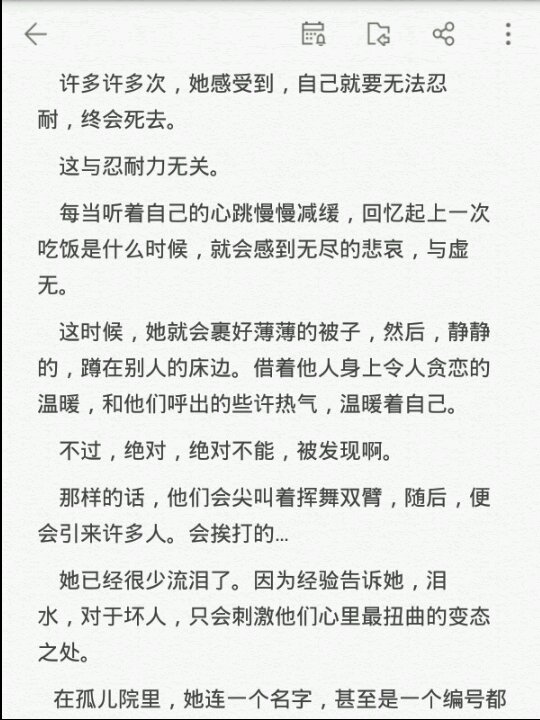 许多许多次，她感受到，自己就要无法忍
耐，终会死去。
这与忍耐力无关。
每当听着自己的心跳慢慢减缓，回忆起上一次
吃饭是什么时候，就会感到无尽的悲哀，与虚
无。
这时候，她就会裹好薄薄的被子，然后，静静
的，蹲在别人的床边。借着他人身上令人贪恋的
温暖，和他们呼出的些许热气，温暖着自己。
不过，绝对，绝对不能，被发现啊。
那样的话，他们会尖叫着挥舞双臂，随后，便
会引来许多人。会挨打的...
她已经很少流泪了。因为经验告诉她，泪
水，对于坏人，只会刺激他们心里最扭曲的变态
之处。
在孤儿院里，她连一个名字，甚至是一个编号都